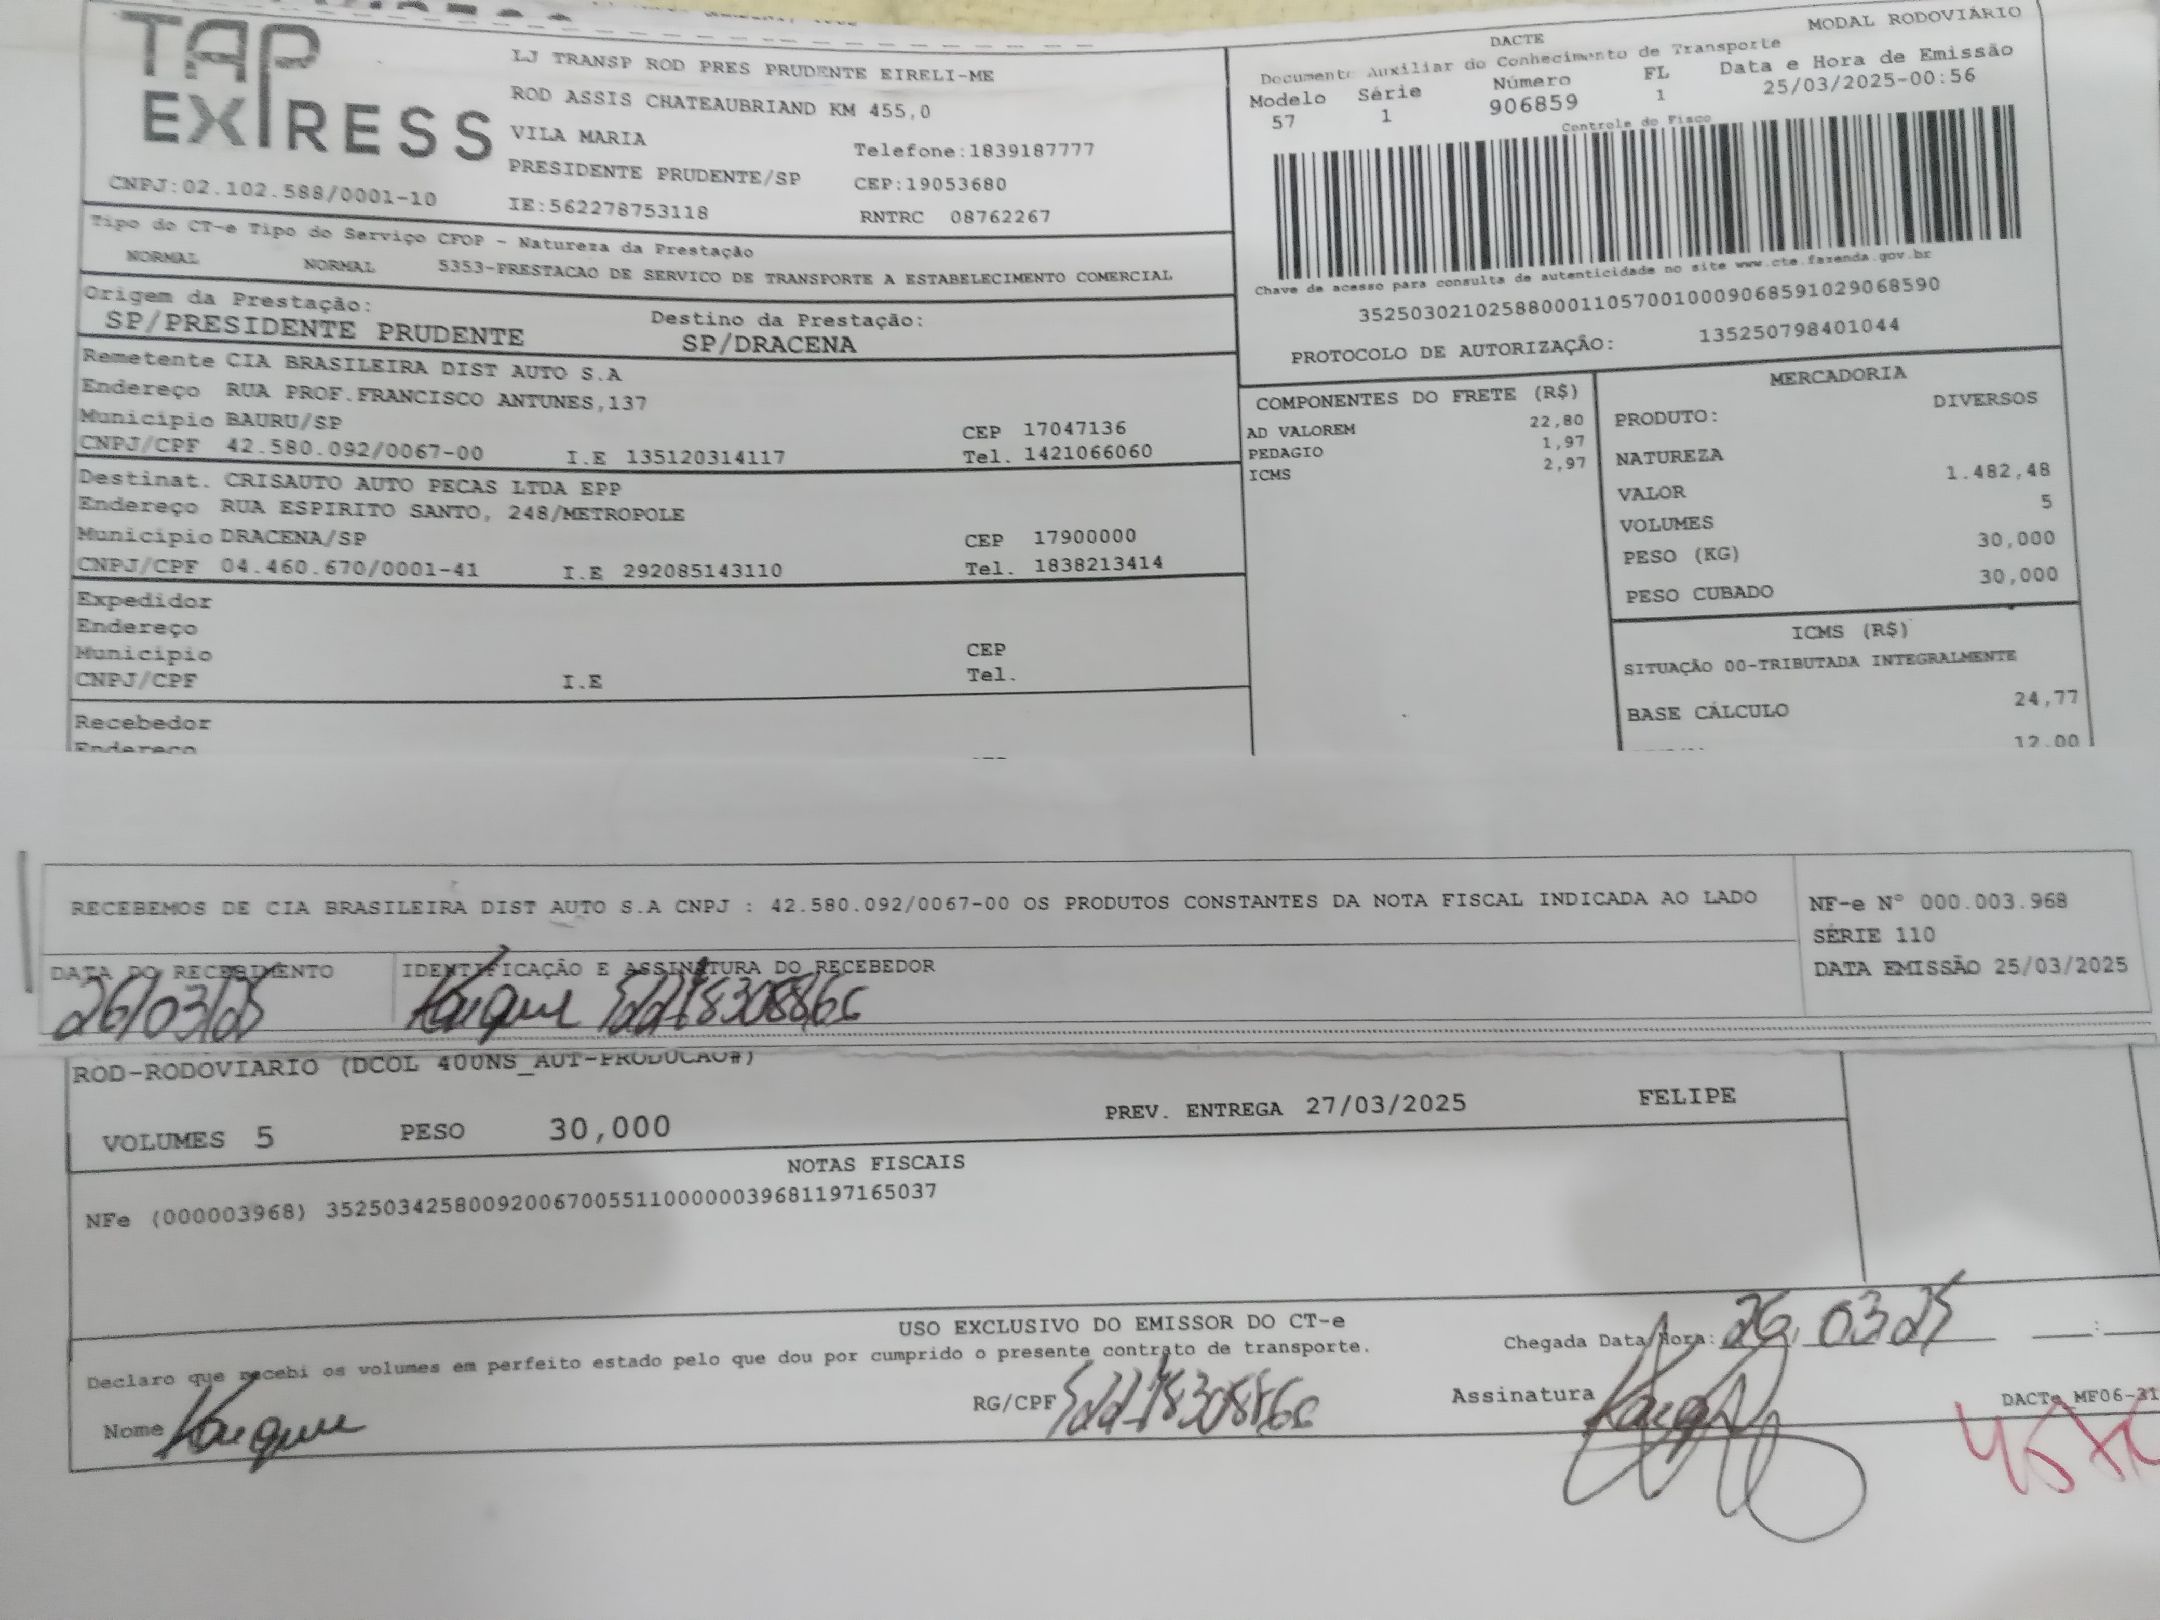 TAP EXPRESS
CNPJ:02.102.588/0001-10
LJ TRANSP ROD PRES PRUDENTE EIRELI-ME
ROD ASSIS CHATEAUBRIAND KM 455,0
VILA MARIA
Telefone:1839187777
PRESIDENTE PRUDENTE/SP CEP:19053680
IE:562278753118 RNTRC 08762267
DACTE MODAL RODOVIÁRIO
Documento Auxiliar do Conhecimento de Transporte
Modelo Série Número FL Data e Hora de Emissão
57 1 906859 1 25/03/2025-00:56
Controle do Fisco
Chave de acesso para consulta de autenticidade no site www.cte.fazenda.gov.br
35250302102588000110570010009068591029068590
PROTOCOLO DE AUTORIZAÇÃO: 135250798401044
Tipo do CT-e Tipo do Serviço CFOP - Natureza da Prestação
NORMAL NORMAL 5353-PRESTACAO DE SERVICO DE TRANSPORTE A ESTABELECIMENTO COMERCIAL
Origem da Prestação: Destino da Prestação:
SP/PRESIDENTE PRUDENTE SP/DRACENA
Remetente CIA BRASILEIRA DIST AUTO S.A
Endereço RUA PROF.FRANCISCO ANTUNES,137
Município BAURU/SP CEP 17047136
CNPJ/CPF 42.580.092/0067-00 I.E 135120314117 Tel. 1421066060
Destinat. CRISAUTO AUTO PECAS LTDA EPP
Endereço RUA ESPIRITO SANTO, 248/METROPOLE
Município DRACENA/SP CEP 17900000
CNPJ/CPF 04.460.670/0001-41 I.E 292085143110 Tel. 1838213414
Expedidor
Endereço
Município CEP
CNPJ/CPF I.E Tel.
Recebedor
Endereço
COMPONENTES DO FRETE (R$)
AD VALOREM 22,80
PEDAGIO 1,97
ICMS 2,97
MERCADORIA
PRODUTO: DIVERSOS
NATUREZA
VALOR 1.482,48
VOLUMES 5
PESO (KG) 30,000
PESO CUBADO 30,000
ICMS (R$)
SITUAÇÃO 00-TRIBUTADA INTEGRALMENTE
BASE CÁLCULO 24,77
12,00
RECEBEMOS DE CIA BRASILEIRA DIST AUTO S.A CNPJ : 42.580.092/0067-00 OS PRODUTOS CONSTANTES DA NOTA FISCAL INDICADA AO LADO
NF-e Nº 000.003.968
SÉRIE 110
DATA EMISSÃO 25/03/2025
DATA DO RECEBIMENTO IDENTIFICAÇÃO E ASSINATURA DO RECEBEDOR
26/03/25 Kaique
ROD-RODOVIARIO (DCOL 400NS_AUT-PRODUCAO#)
VOLUMES 5 PESO 30,000 PREV. ENTREGA 27/03/2025 FELIPE
NOTAS FISCAIS
NFe (000003968) 35250342580092006700551100000039681197165037
USO EXCLUSIVO DO EMISSOR DO CT-e
Declaro que recebi os volumes em perfeito estado pelo que dou por cumprido o presente contrato de transporte.
Chegada Data/Hora: 26 03 25 :
Nome Kaique RG/CPF Assinatura
DACTe MF06-31